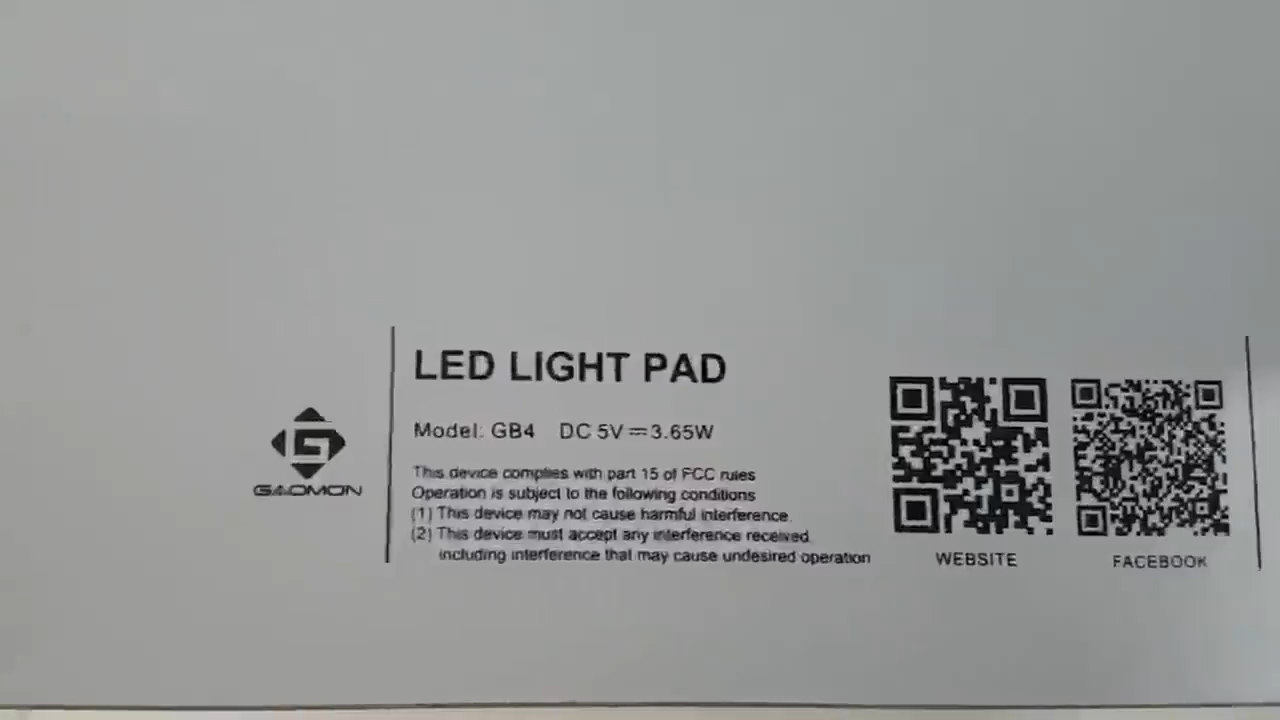 LED LIGHT PAD
Model: GB4 DC 5V⎓3.65W
This device complies with part 15 of FCC rules
Operation is subject to the following conditions
(1) This device may not cause harmful interference.
(2) This device must accept any interference received,
including interference that may cause undesired operation
GAOMON
WEBSITE
FACEBOOK